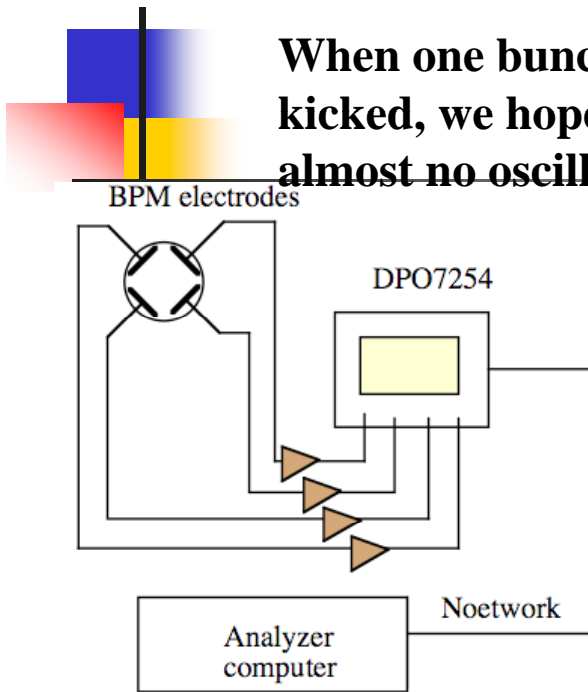 When one bunc
kicked, we hope
almost no oscill
BPM electrodes
DPO7254
Noetwork
Analyzer
computer